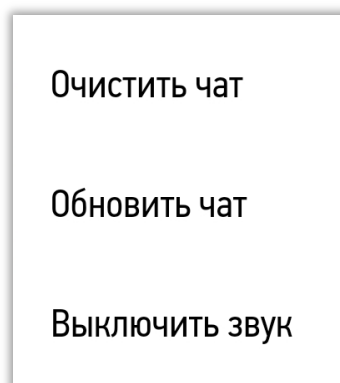 Очистить чат
Обновить чат
Выключить звук